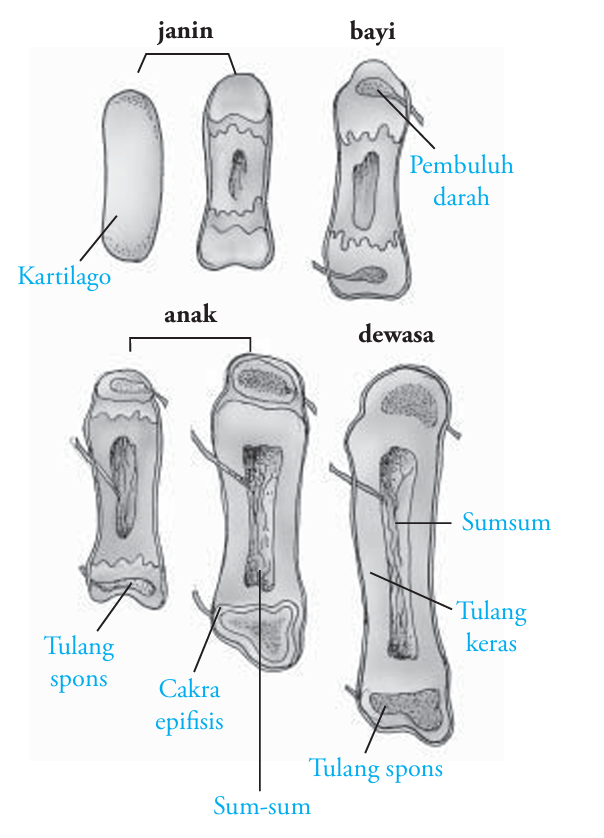 janin
bayi
Pembuluh
darah
Kartilago
anak
dewasa
Sumsum
Tulang
keras
Tulang
spons
Cakra
epifisis
Tulang spons
Sum-sum